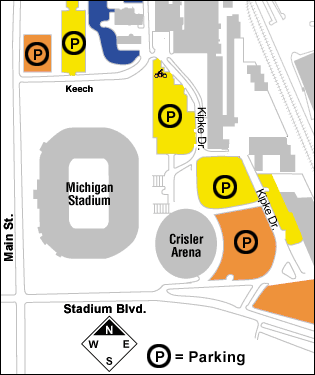 P
P
Keech
P
Kipke Dr.
Michigan
Stadium
P
Kipke Dr.
Main St.
Crisler
Arena
P
Stadium Blvd.
N
W E
S
P = Parking